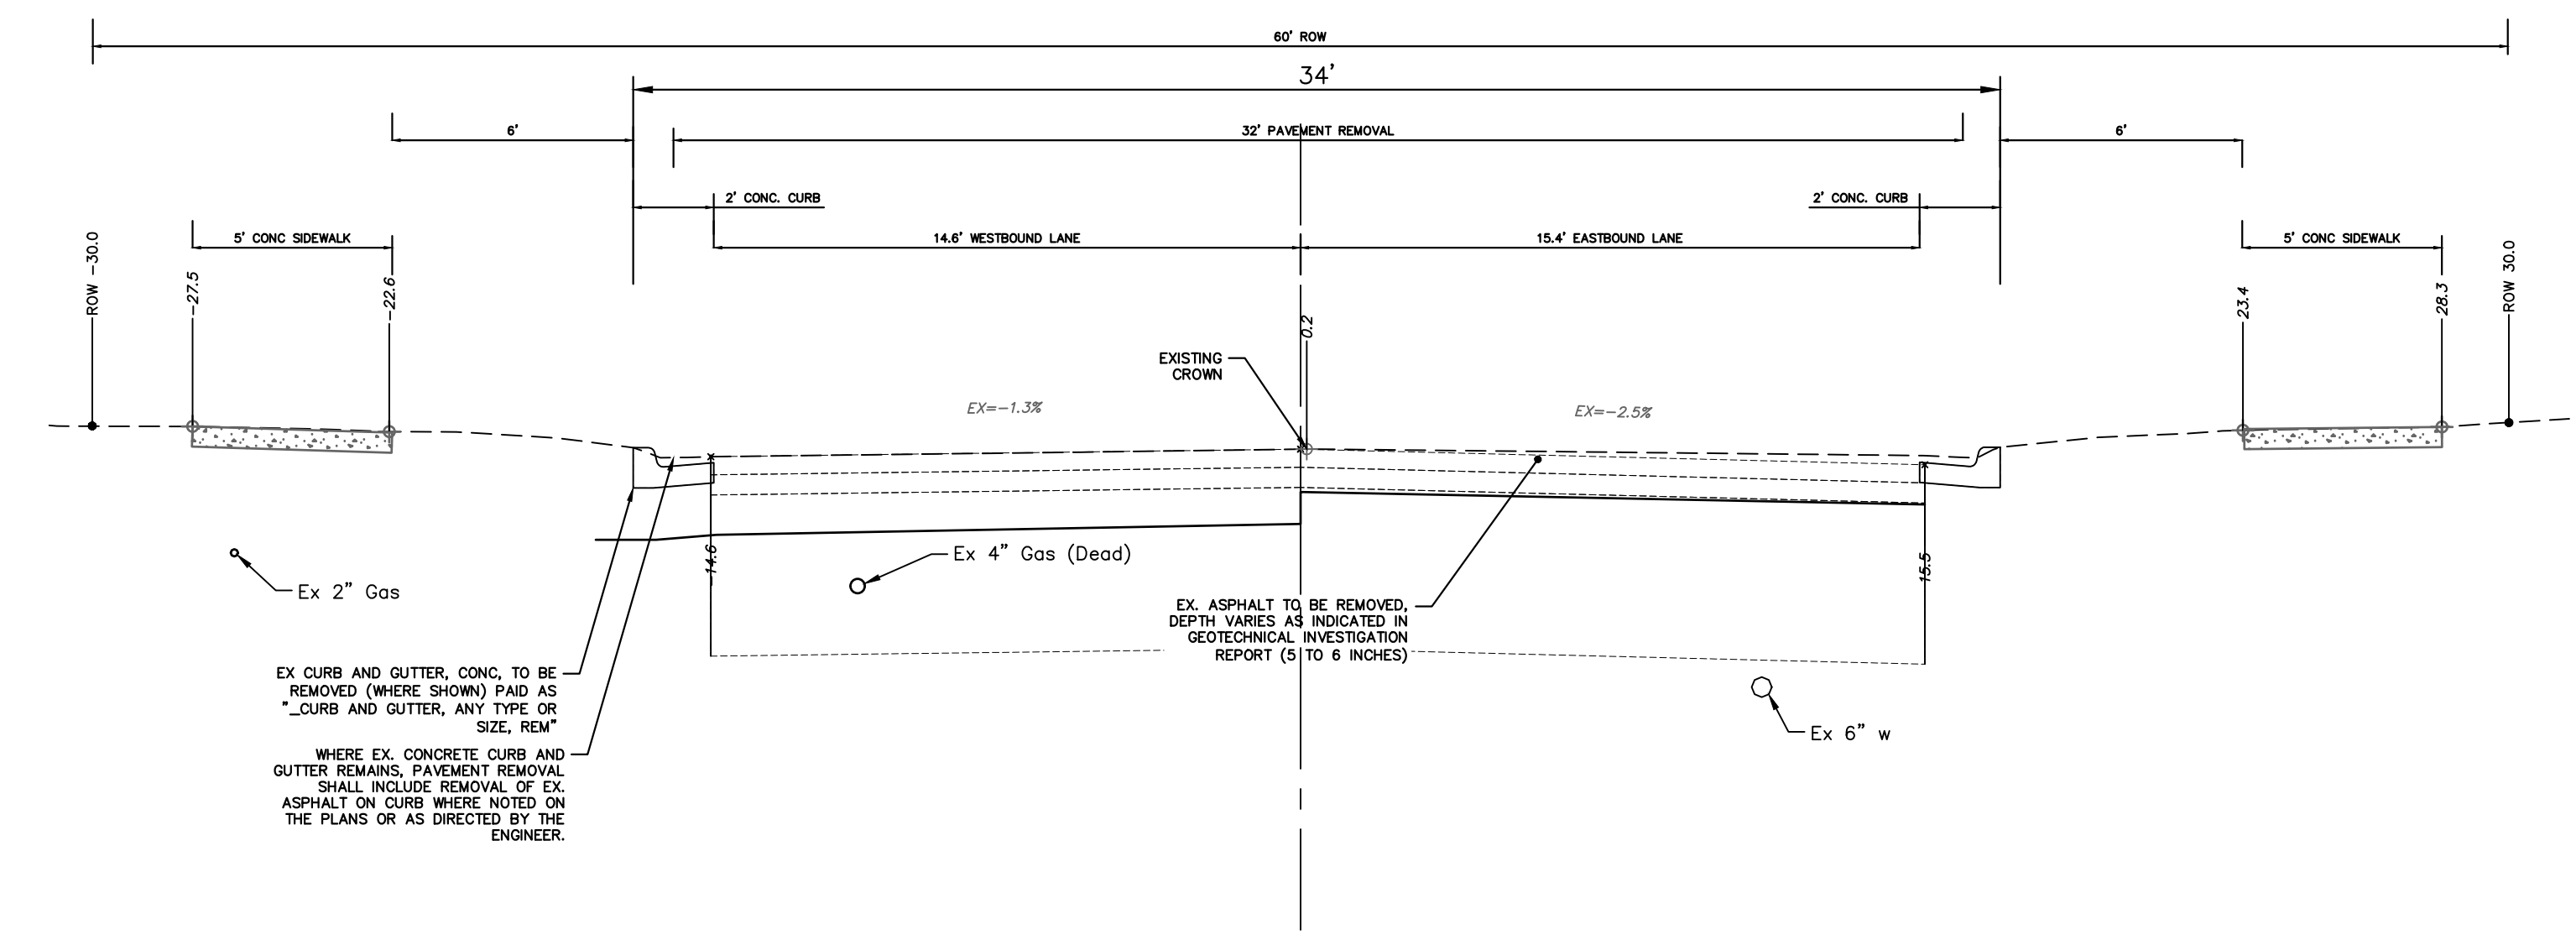 60' ROW
34'
6'
32' PAVEMENT REMOVAL
6'
2' CONC. CURB
2' CONC. CURB
5' CONC SIDEWALK
14.6' WESTBOUND LANE
15.4' EASTBOUND LANE
5' CONC SIDEWALK
ROW -30.0
-27.5
-22.6
0.2
23.4
28.3
ROW 30.0
EXISTING
CROWN
EX=-1.3%
EX=-2.5%
-14.6
15.5
Ex 2" Gas
Ex 4" Gas (Dead)
EX. ASPHALT TO BE REMOVED,
DEPTH VARIES AS INDICATED IN
GEOTECHNICAL INVESTIGATION
REPORT (5 TO 6 INCHES)
EX CURB AND GUTTER, CONC, TO BE
REMOVED (WHERE SHOWN) PAID AS
"_CURB AND GUTTER, ANY TYPE OR
SIZE, REM"
Ex 6" w
WHERE EX. CONCRETE CURB AND
GUTTER REMAINS, PAVEMENT REMOVAL
SHALL INCLUDE REMOVAL OF EX.
ASPHALT ON CURB WHERE NOTED ON
THE PLANS OR AS DIRECTED BY THE
ENGINEER.